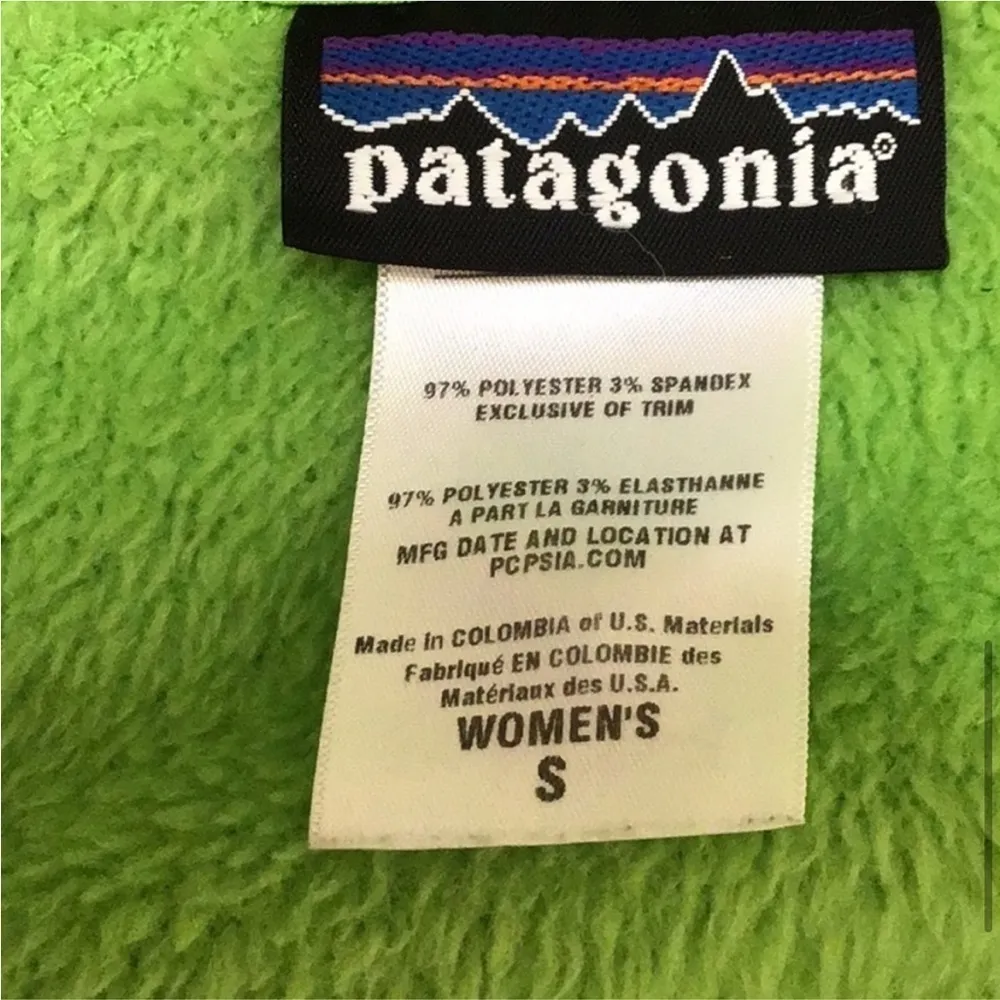 patagonia®
97% POLYESTER 3% SPANDEX
EXCLUSIVE OF TRIM
97% POLYESTER 3% ELASTHANNE
A PART LA GARNITURE
MFG DATE AND LOCATION AT
PCPSIA.COM
Made in COLOMBIA of U.S. Materials
Fabriqué EN COLOMBIE des
Matériaux des U.S.A.
WOMEN'S
S